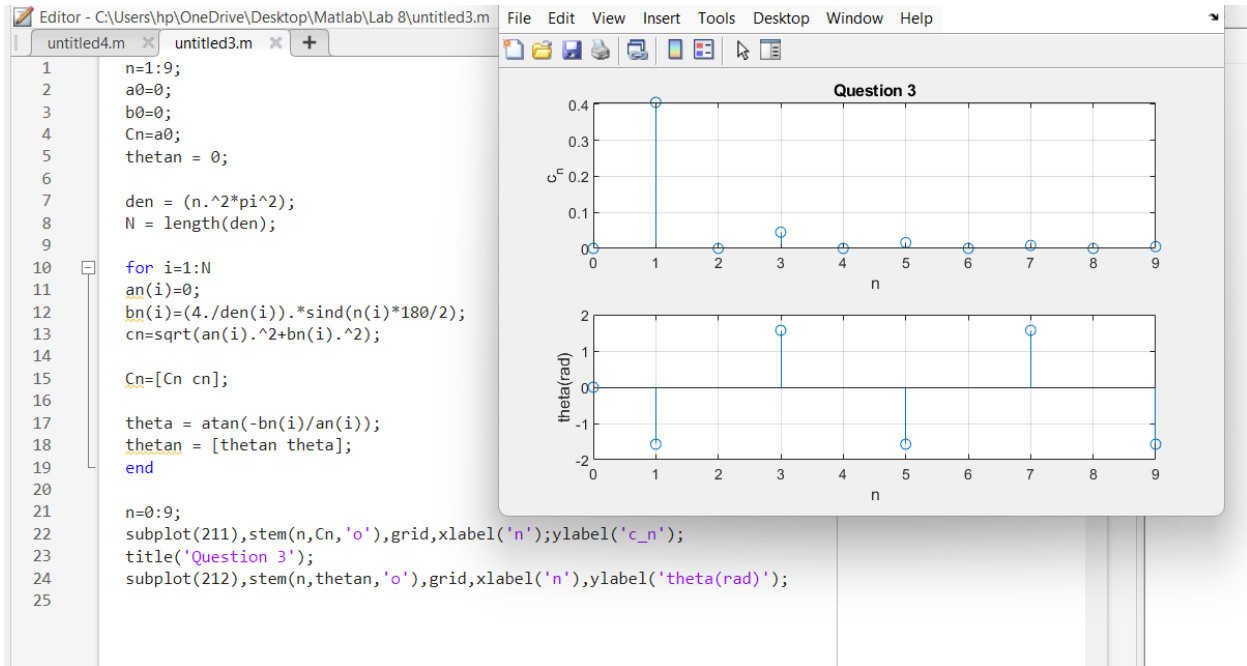 Editor - C:\Users\hp\OneDrive\Desktop\Matlab\Lab 8\untitled3.m
untitled4.m × untitled3.m × +
1 n=1:9;
2 a0=0;
3 b0=0;
4 Cn=a0;
5 thetan = 0;
6
7 den = (n.^2*pi^2);
8 N = length(den);
9
10 for i=1:N
11 an(i)=0;
12 bn(i)=(4./den(i)).*sind(n(i)*180/2);
13 cn=sqrt(an(i).^2+bn(i).^2);
14
15 Cn=[Cn cn];
16
17 theta = atan(-bn(i)/an(i));
18 thetan = [thetan theta];
19 end
20
21 n=0:9;
22 subplot(211),stem(n,Cn,'o'),grid,xlabel('n');ylabel('c_n');
23 title('Question 3');
24 subplot(212),stem(n,thetan,'o'),grid,xlabel('n'),ylabel('theta(rad)');
25
File Edit View Insert Tools Desktop Window Help
Question 3
0.4
0.3
0.2
0.1
0
c_n
0 1 2 3 4 5 6 7 8 9
n
2
1
0
-1
-2
theta(rad)
0 1 2 3 4 5 6 7 8 9
n